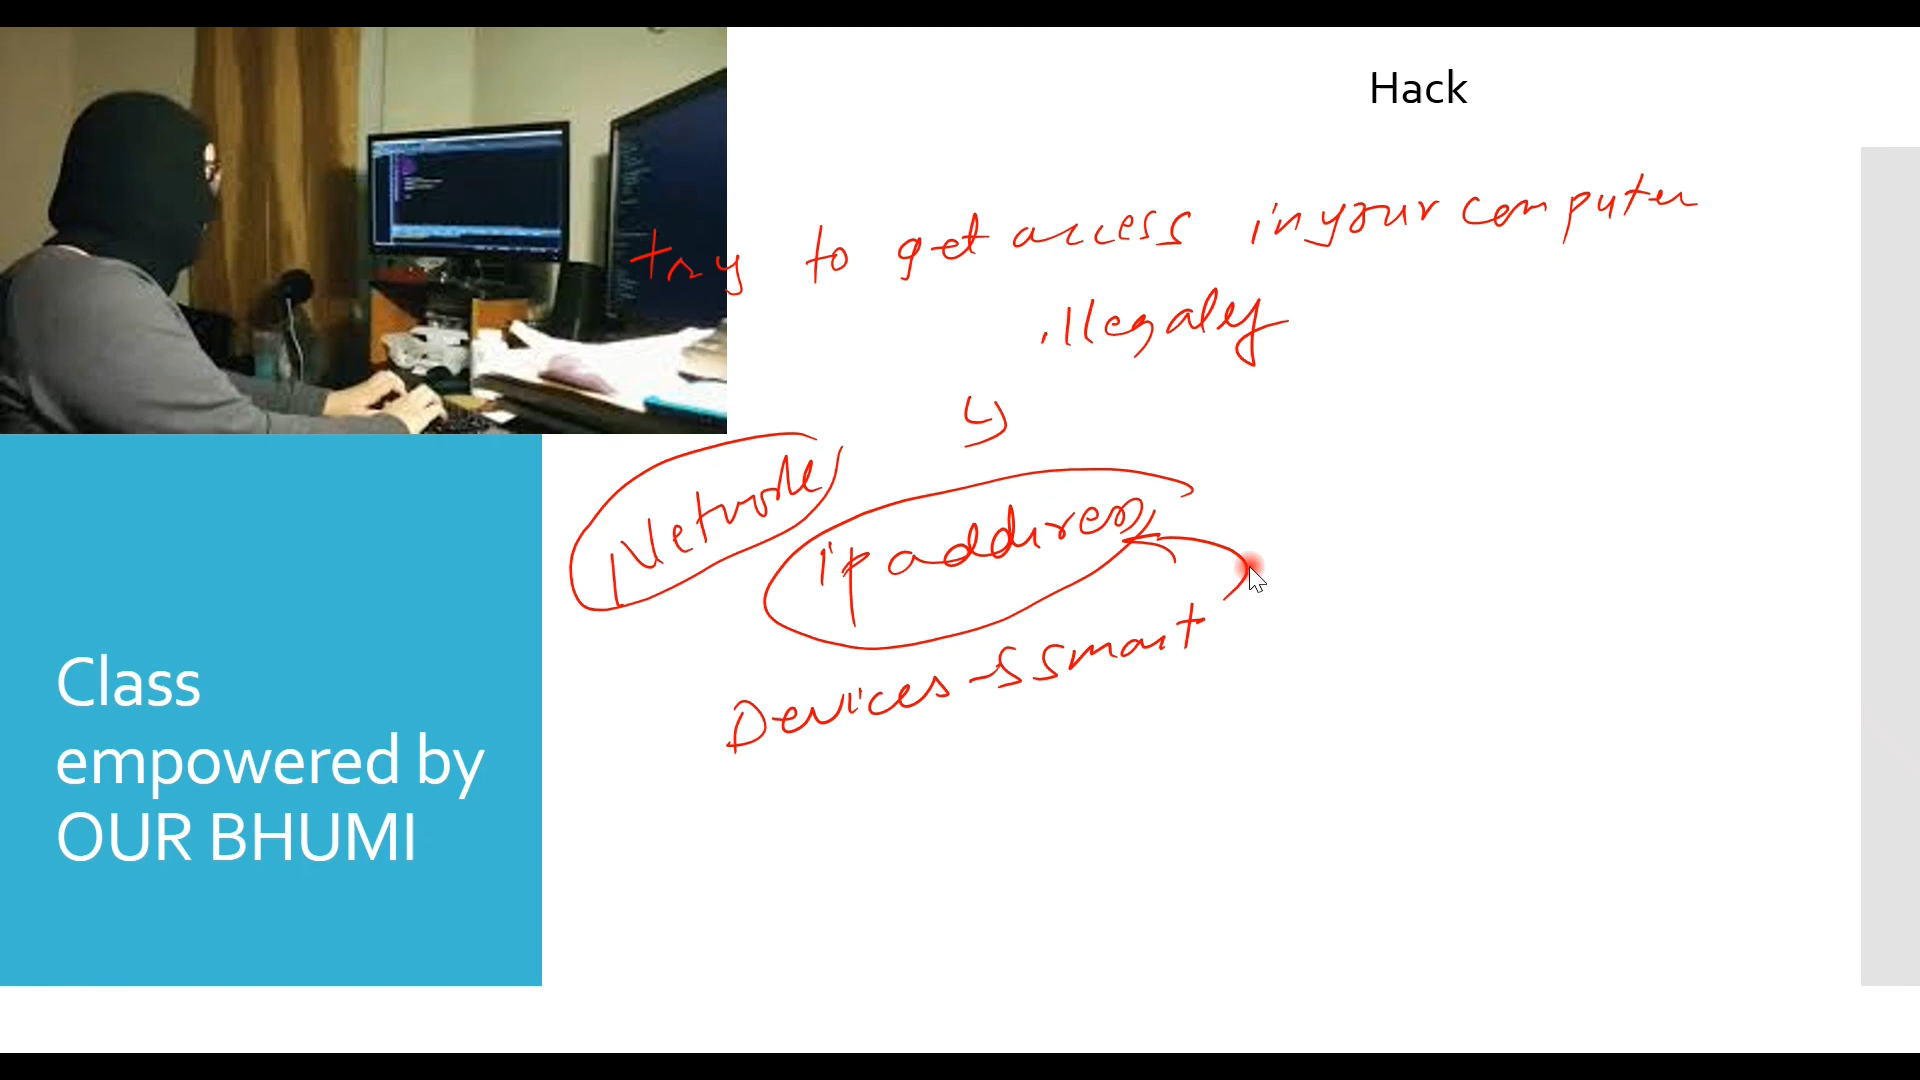 Hack
try to get access in your computer
illegaly
Network
ip address
Devices → smart
Class
empowered by
OUR BHUMI